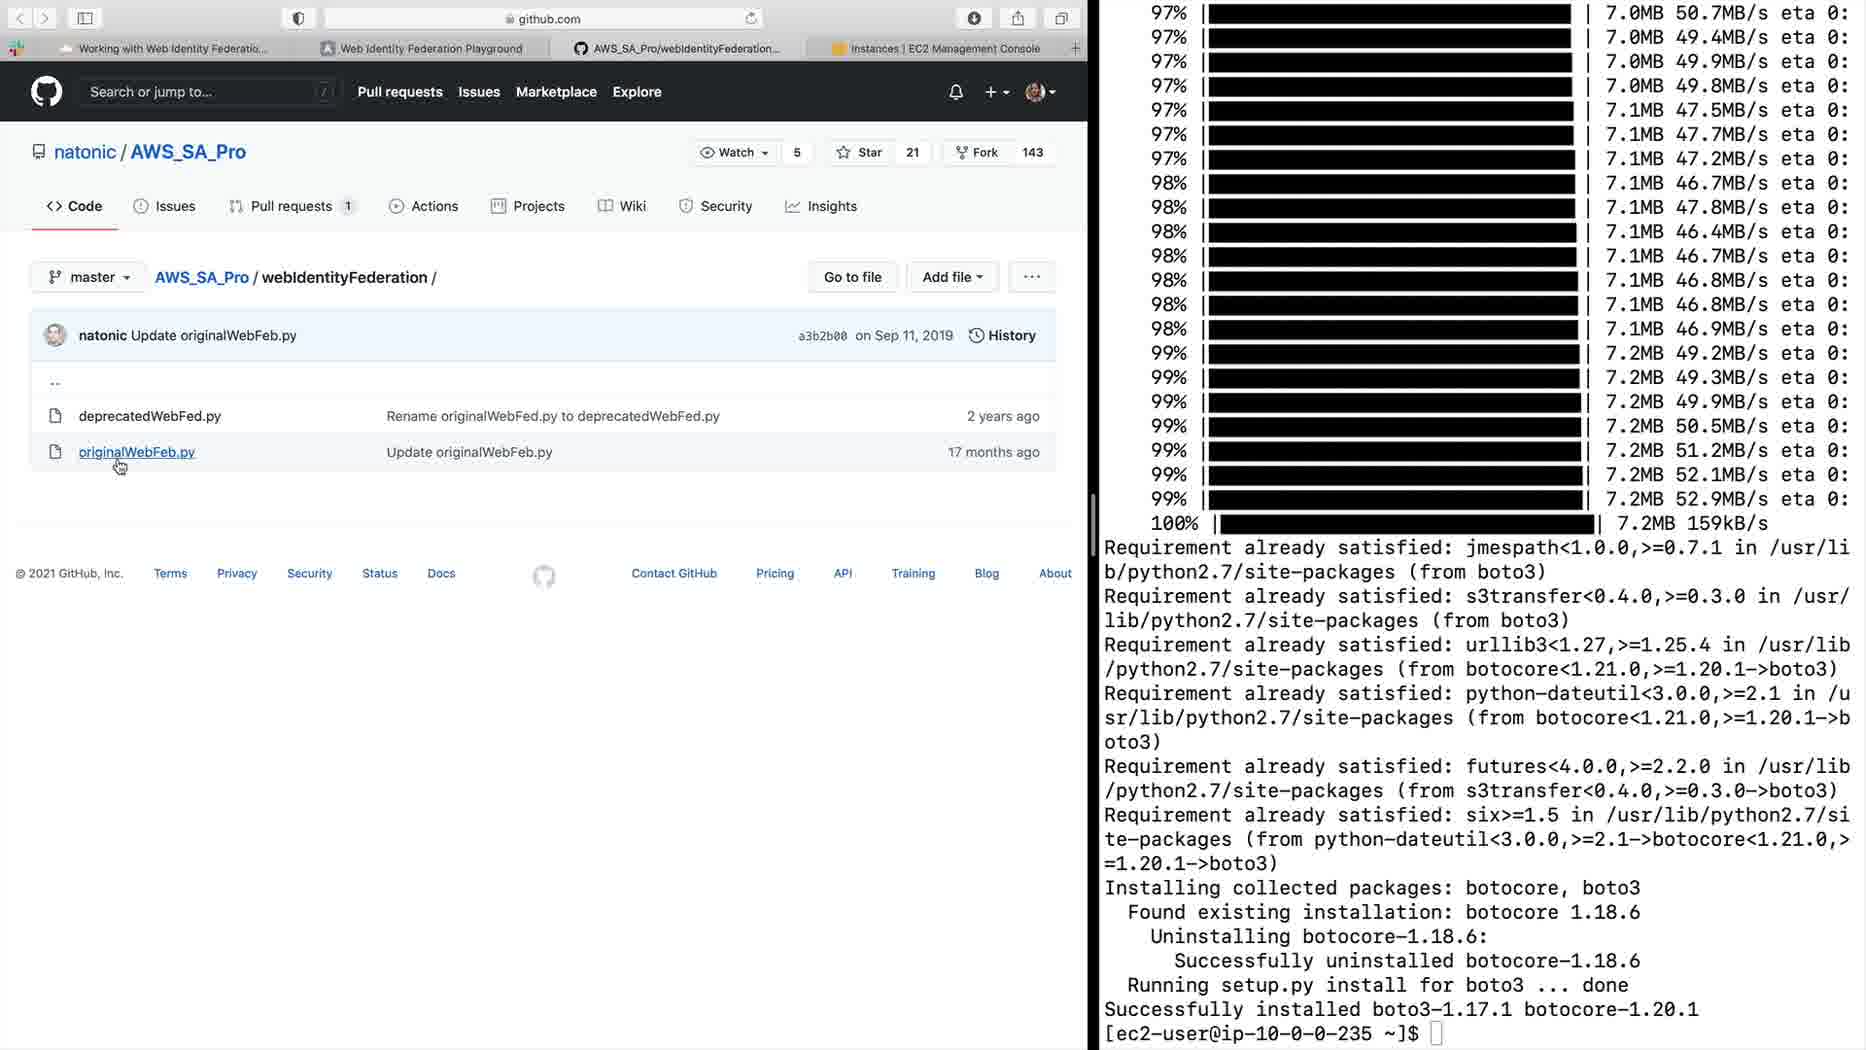 github.com
Working with Web Identity Federatio...
Web Identity Federation Playground
AWS_SA_Pro/webIdentityFederation...
Instances | EC2 Management Console
+
Search or jump to...
/
Pull requests
Issues
Marketplace
Explore
+
natonic / AWS_SA_Pro
Watch
5
Star
21
Fork
143
<> Code
Issues
Pull requests
1
Actions
Projects
Wiki
Security
Insights
master
AWS_SA_Pro / webIdentityFederation /
Go to file
Add file
...
natonic Update originalWebFeb.py
a3b2b00 on Sep 11, 2019
History
..
deprecatedWebFed.py
Rename originalWebFed.py to deprecatedWebFed.py
2 years ago
originalWebFeb.py
Update originalWebFeb.py
17 months ago
© 2021 GitHub, Inc.
Terms
Privacy
Security
Status
Docs
Contact GitHub
Pricing
API
Training
Blog
About
97% | | 7.0MB 50.7MB/s eta 0:
97% | | 7.0MB 49.4MB/s eta 0:
97% | | 7.0MB 49.9MB/s eta 0:
97% | | 7.0MB 49.8MB/s eta 0:
97% | | 7.1MB 47.5MB/s eta 0:
97% | | 7.1MB 47.7MB/s eta 0:
97% | | 7.1MB 47.2MB/s eta 0:
98% | | 7.1MB 46.7MB/s eta 0:
98% | | 7.1MB 47.8MB/s eta 0:
98% | | 7.1MB 46.4MB/s eta 0:
98% | | 7.1MB 46.7MB/s eta 0:
98% | | 7.1MB 46.8MB/s eta 0:
98% | | 7.1MB 46.8MB/s eta 0:
98% | | 7.1MB 46.9MB/s eta 0:
99% | | 7.2MB 49.2MB/s eta 0:
99% | | 7.2MB 49.3MB/s eta 0:
99% | | 7.2MB 49.9MB/s eta 0:
99% | | 7.2MB 50.5MB/s eta 0:
99% | | 7.2MB 51.2MB/s eta 0:
99% | | 7.2MB 52.1MB/s eta 0:
99% | | 7.2MB 52.9MB/s eta 0:
100% | | 7.2MB 159kB/s
Requirement already satisfied: jmespath<1.0.0,>=0.7.1 in /usr/li
b/python2.7/site-packages (from boto3)
Requirement already satisfied: s3transfer<0.4.0,>=0.3.0 in /usr/
lib/python2.7/site-packages (from boto3)
Requirement already satisfied: urllib3<1.27,>=1.25.4 in /usr/lib
/python2.7/site-packages (from botocore<1.21.0,>=1.20.1->boto3)
Requirement already satisfied: python-dateutil<3.0.0,>=2.1 in /u
sr/lib/python2.7/site-packages (from botocore<1.21.0,>=1.20.1->b
oto3)
Requirement already satisfied: futures<4.0.0,>=2.2.0 in /usr/lib
/python2.7/site-packages (from s3transfer<0.4.0,>=0.3.0->boto3)
Requirement already satisfied: six>=1.5 in /usr/lib/python2.7/si
te-packages (from python-dateutil<3.0.0,>=2.1->botocore<1.21.0,>
=1.20.1->boto3)
Installing collected packages: botocore, boto3
Found existing installation: botocore 1.18.6
Uninstalling botocore-1.18.6:
Successfully uninstalled botocore-1.18.6
Running setup.py install for boto3 ... done
Successfully installed boto3-1.17.1 botocore-1.20.1
[ec2-user@ip-10-0-0-235 ~]$